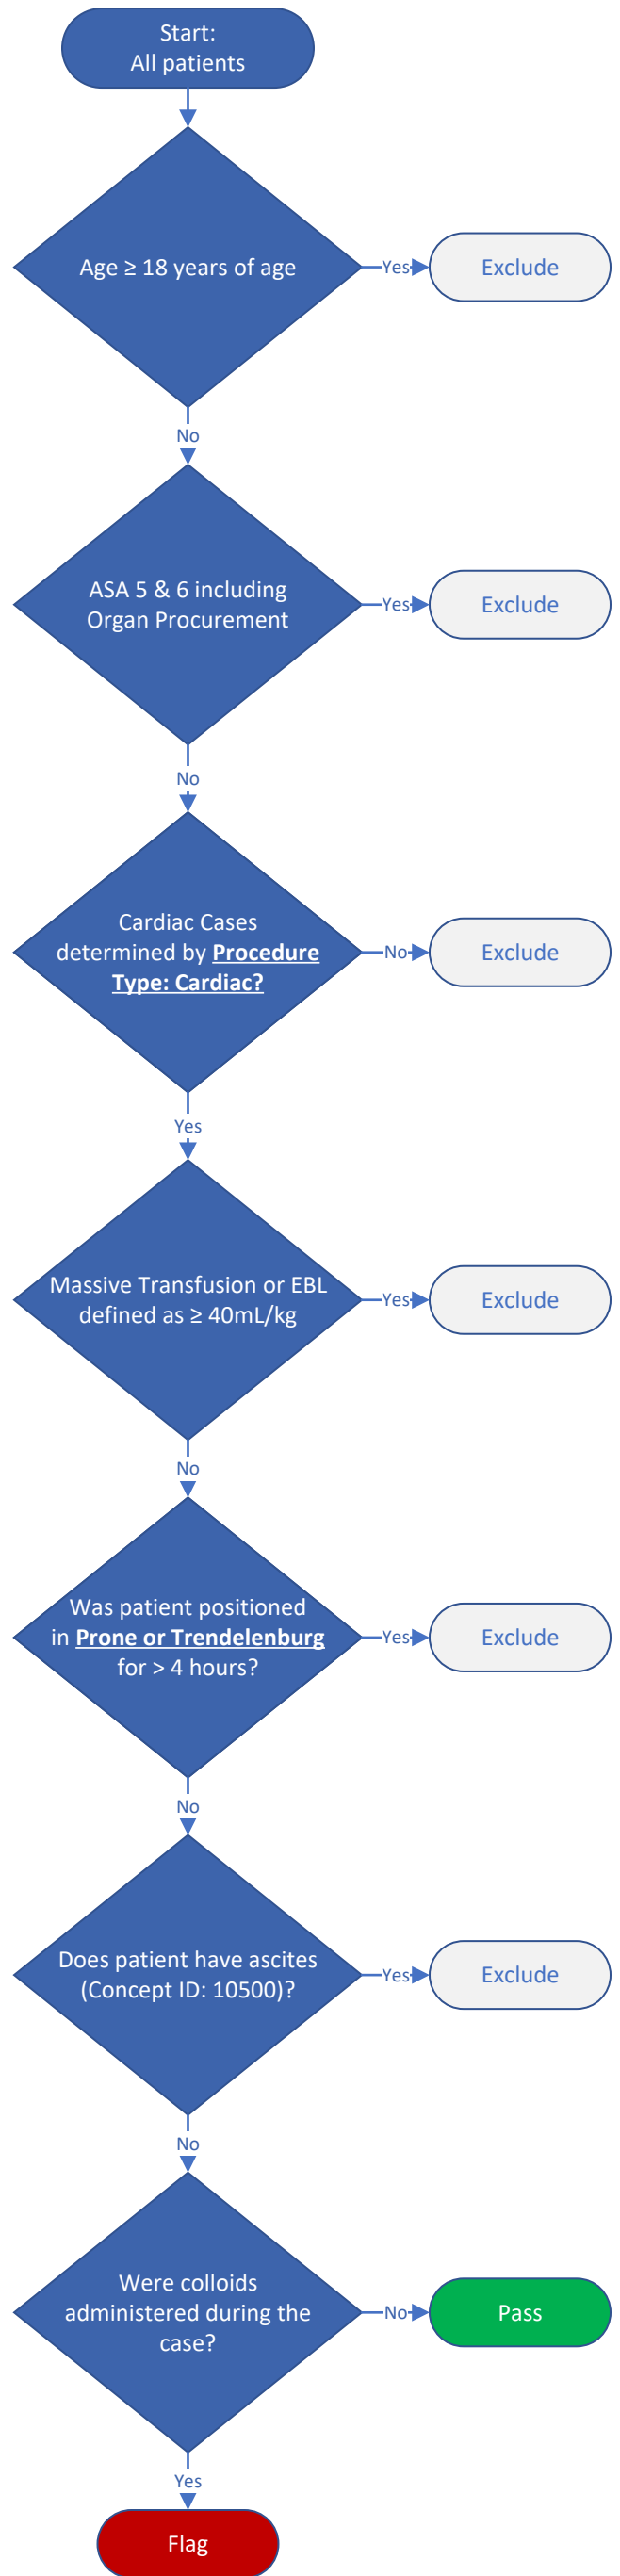 Start:
All patients
Age ≥ 18 years of age
Yes
Exclude
No
ASA 5 & 6 including
Organ Procurement
Yes
Exclude
No
Cardiac Cases
determined by Procedure
Type: Cardiac?
No
Exclude
Yes
Massive Transfusion or EBL
defined as ≥ 40mL/kg
Yes
Exclude
No
Was patient positioned
in Prone or Trendelenburg
for > 4 hours?
Yes
Exclude
No
Does patient have ascites
(Concept ID: 10500)?
Yes
Exclude
No
Were colloids
administered during the
case?
No
Pass
Yes
Flag